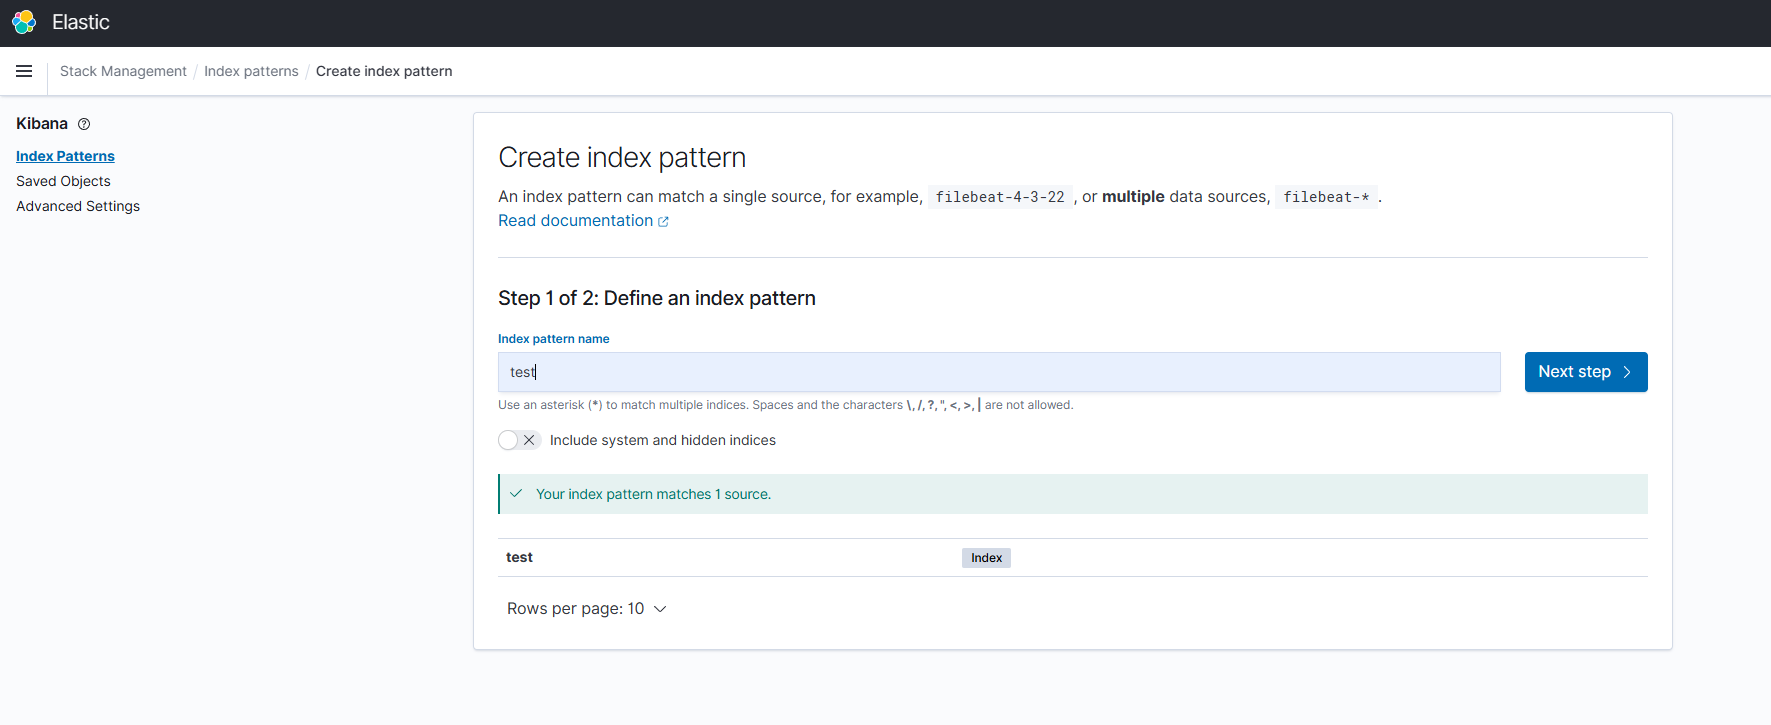 Elastic
Stack Management / Index patterns / Create index pattern
Kibana
Index Patterns
Saved Objects
Advanced Settings
Create index pattern
An index pattern can match a single source, for example, filebeat-4-3-22 , or multiple data sources, filebeat-* .
Read documentation
Step 1 of 2: Define an index pattern
Index pattern name
test
Next step
Use an asterisk (*) to match multiple indices. Spaces and the characters \, /, ?, ", <, >, | are not allowed.
Include system and hidden indices
Your index pattern matches 1 source.
test Index
Rows per page: 10